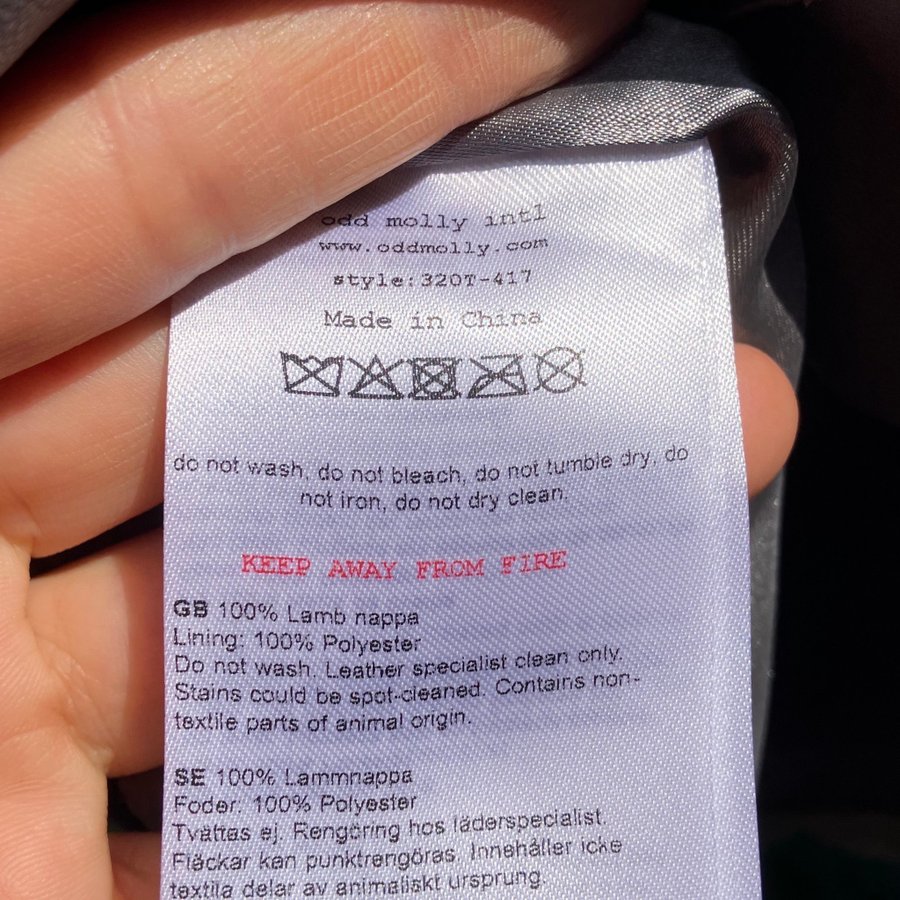 odd molly intl
www.oddmolly.com
style:320T-417
Made in China
do not wash, do not bleach, do not tumble dry, do
not iron, do not dry clean.
KEEP AWAY FROM FIRE
GB 100% Lamb nappa
Lining: 100% Polyester
Do not wash. Leather specialist clean only.
Stains could be spot-cleaned. Contains non-
textile parts of animal origin.
SE 100% Lammnappa
Foder: 100% Polyester
Tvättas ej. Rengöring hos läderspecialist.
Fläckar kan punktrengöras. Innehåller icke
textila delar av animaliskt ursprung.